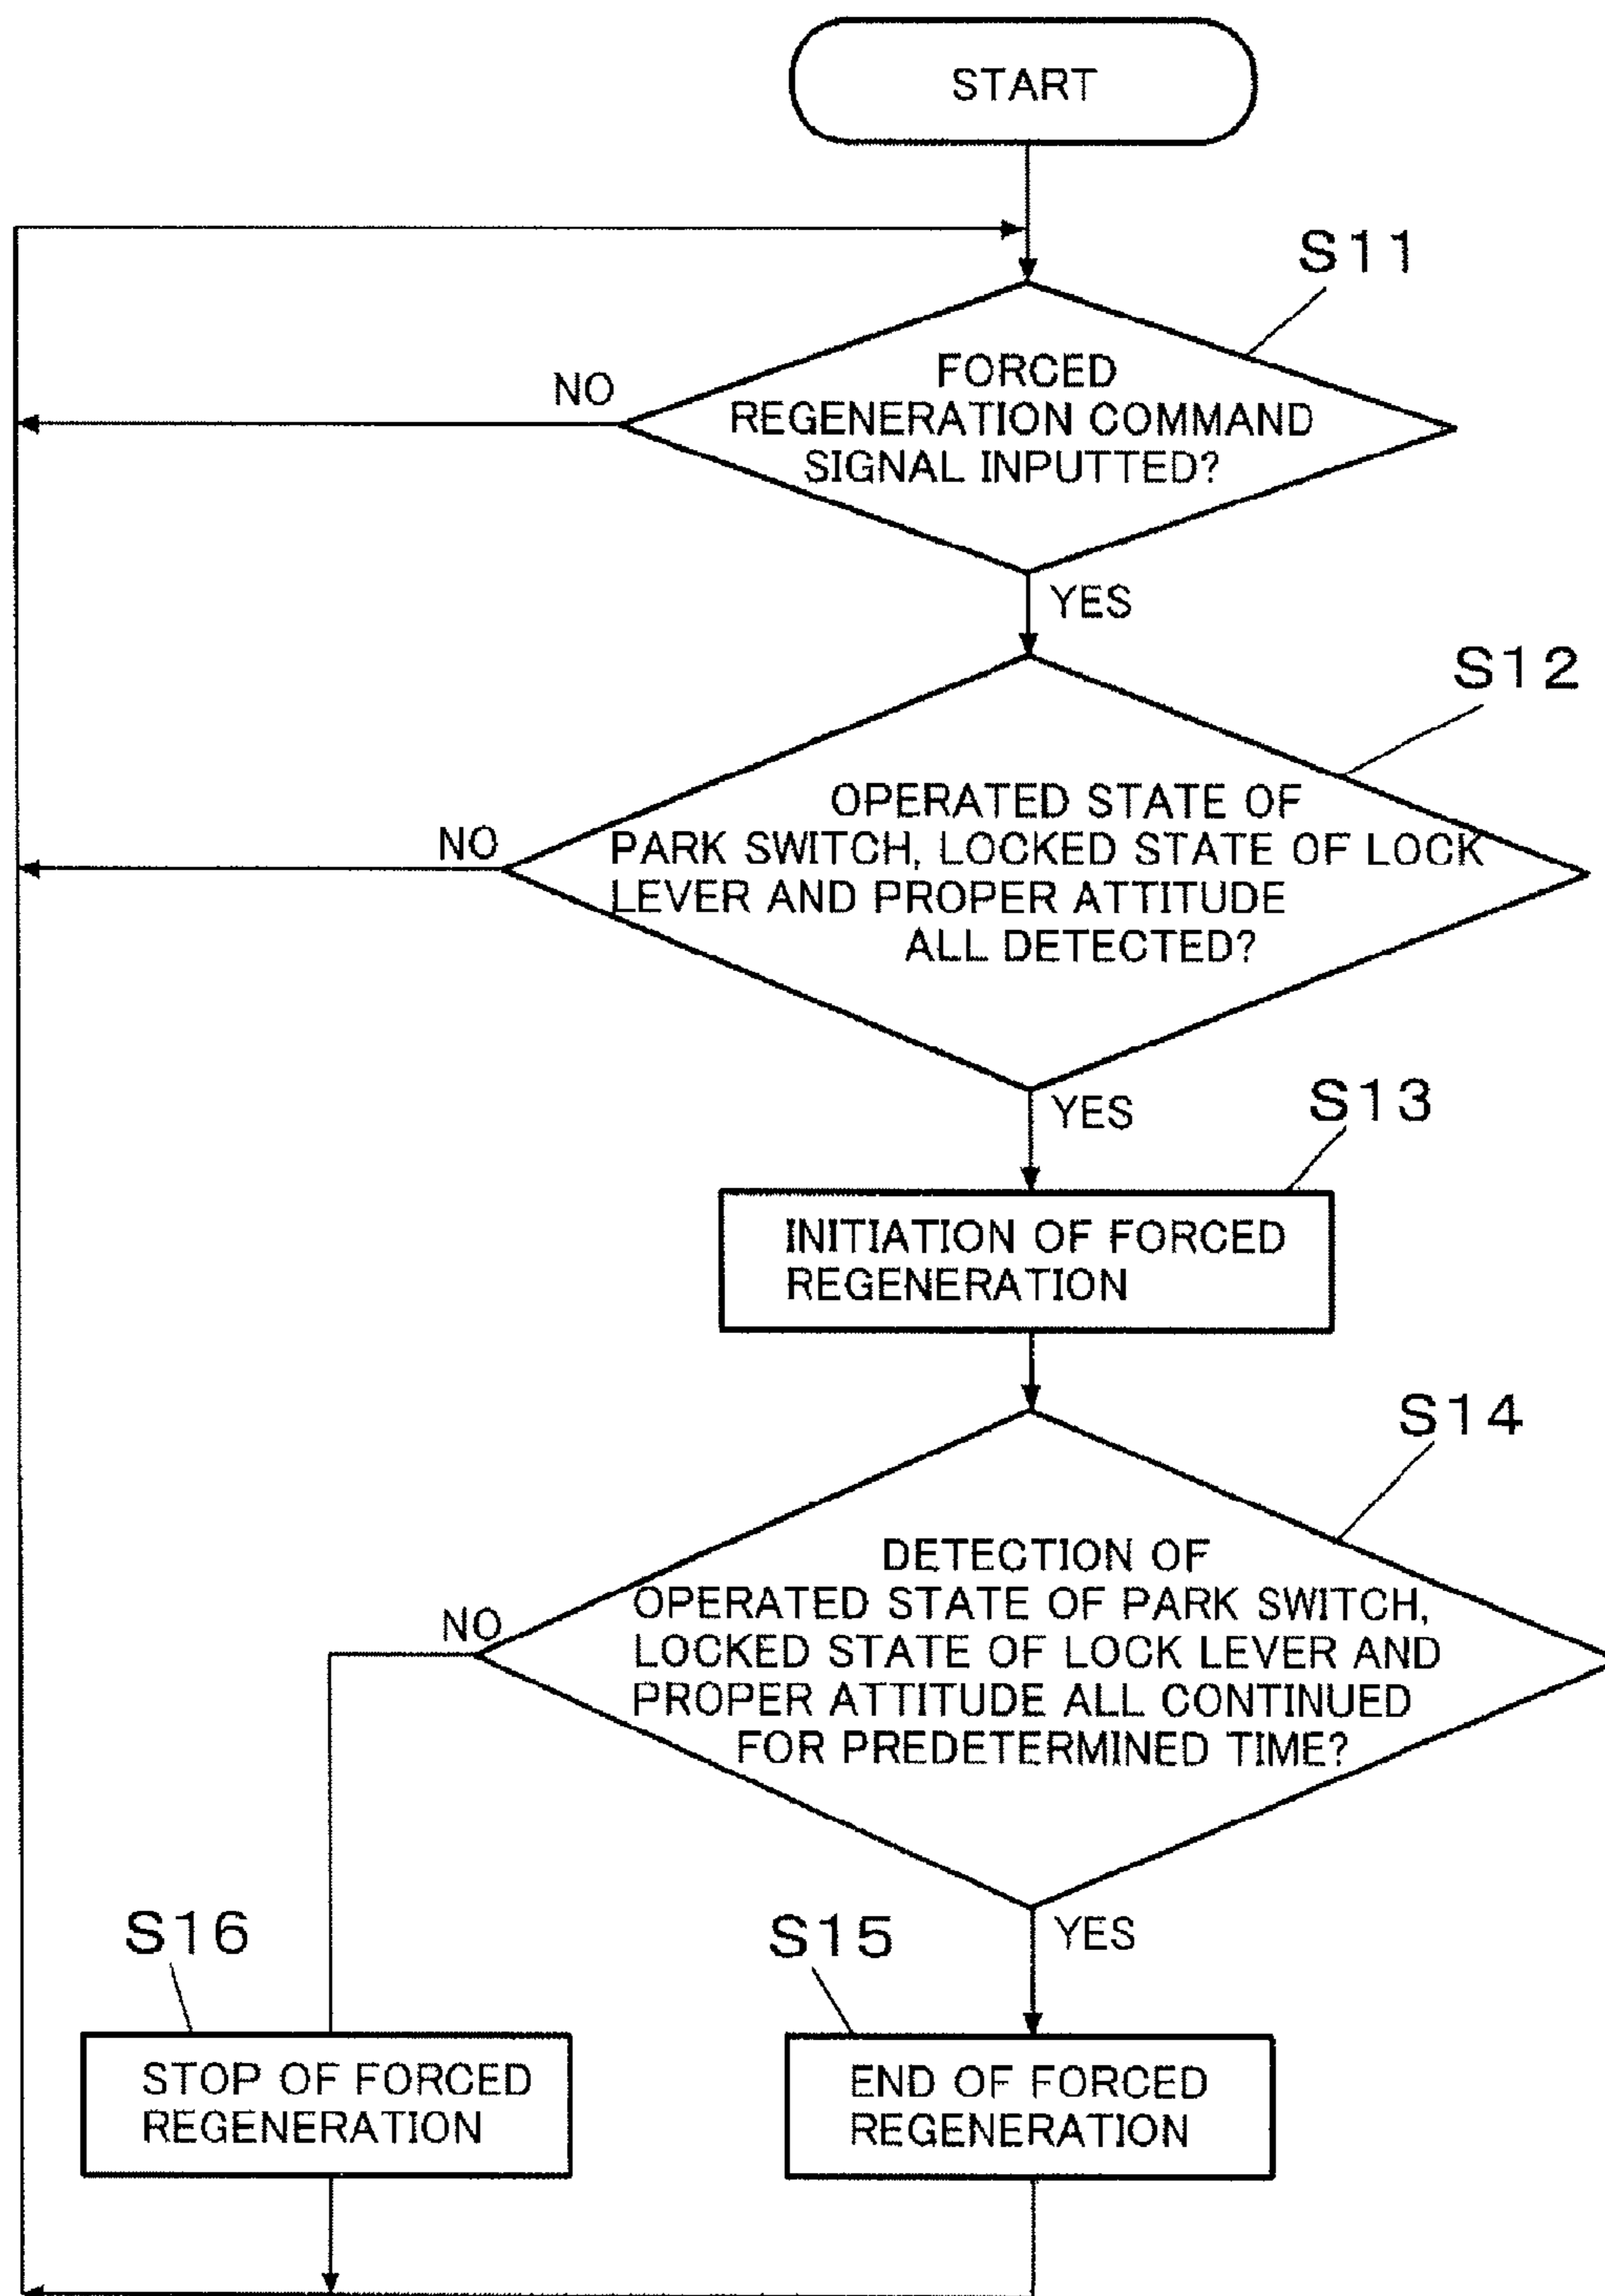 START
S11
FORCED
REGENERATION COMMAND
SIGNAL INPUTTED?
NO
YES
S12
OPERATED STATE OF
PARK SWITCH, LOCKED STATE OF LOCK
LEVER AND PROPER ATTITUDE
ALL DETECTED?
NO
YES
S13
INITIATION OF FORCED
REGENERATION
S14
DETECTION OF
OPERATED STATE OF PARK SWITCH,
LOCKED STATE OF LOCK LEVER AND
PROPER ATTITUDE ALL CONTINUED
FOR PREDETERMINED TIME?
NO
YES
S16
STOP OF FORCED
REGENERATION
S15
END OF FORCED
REGENERATION